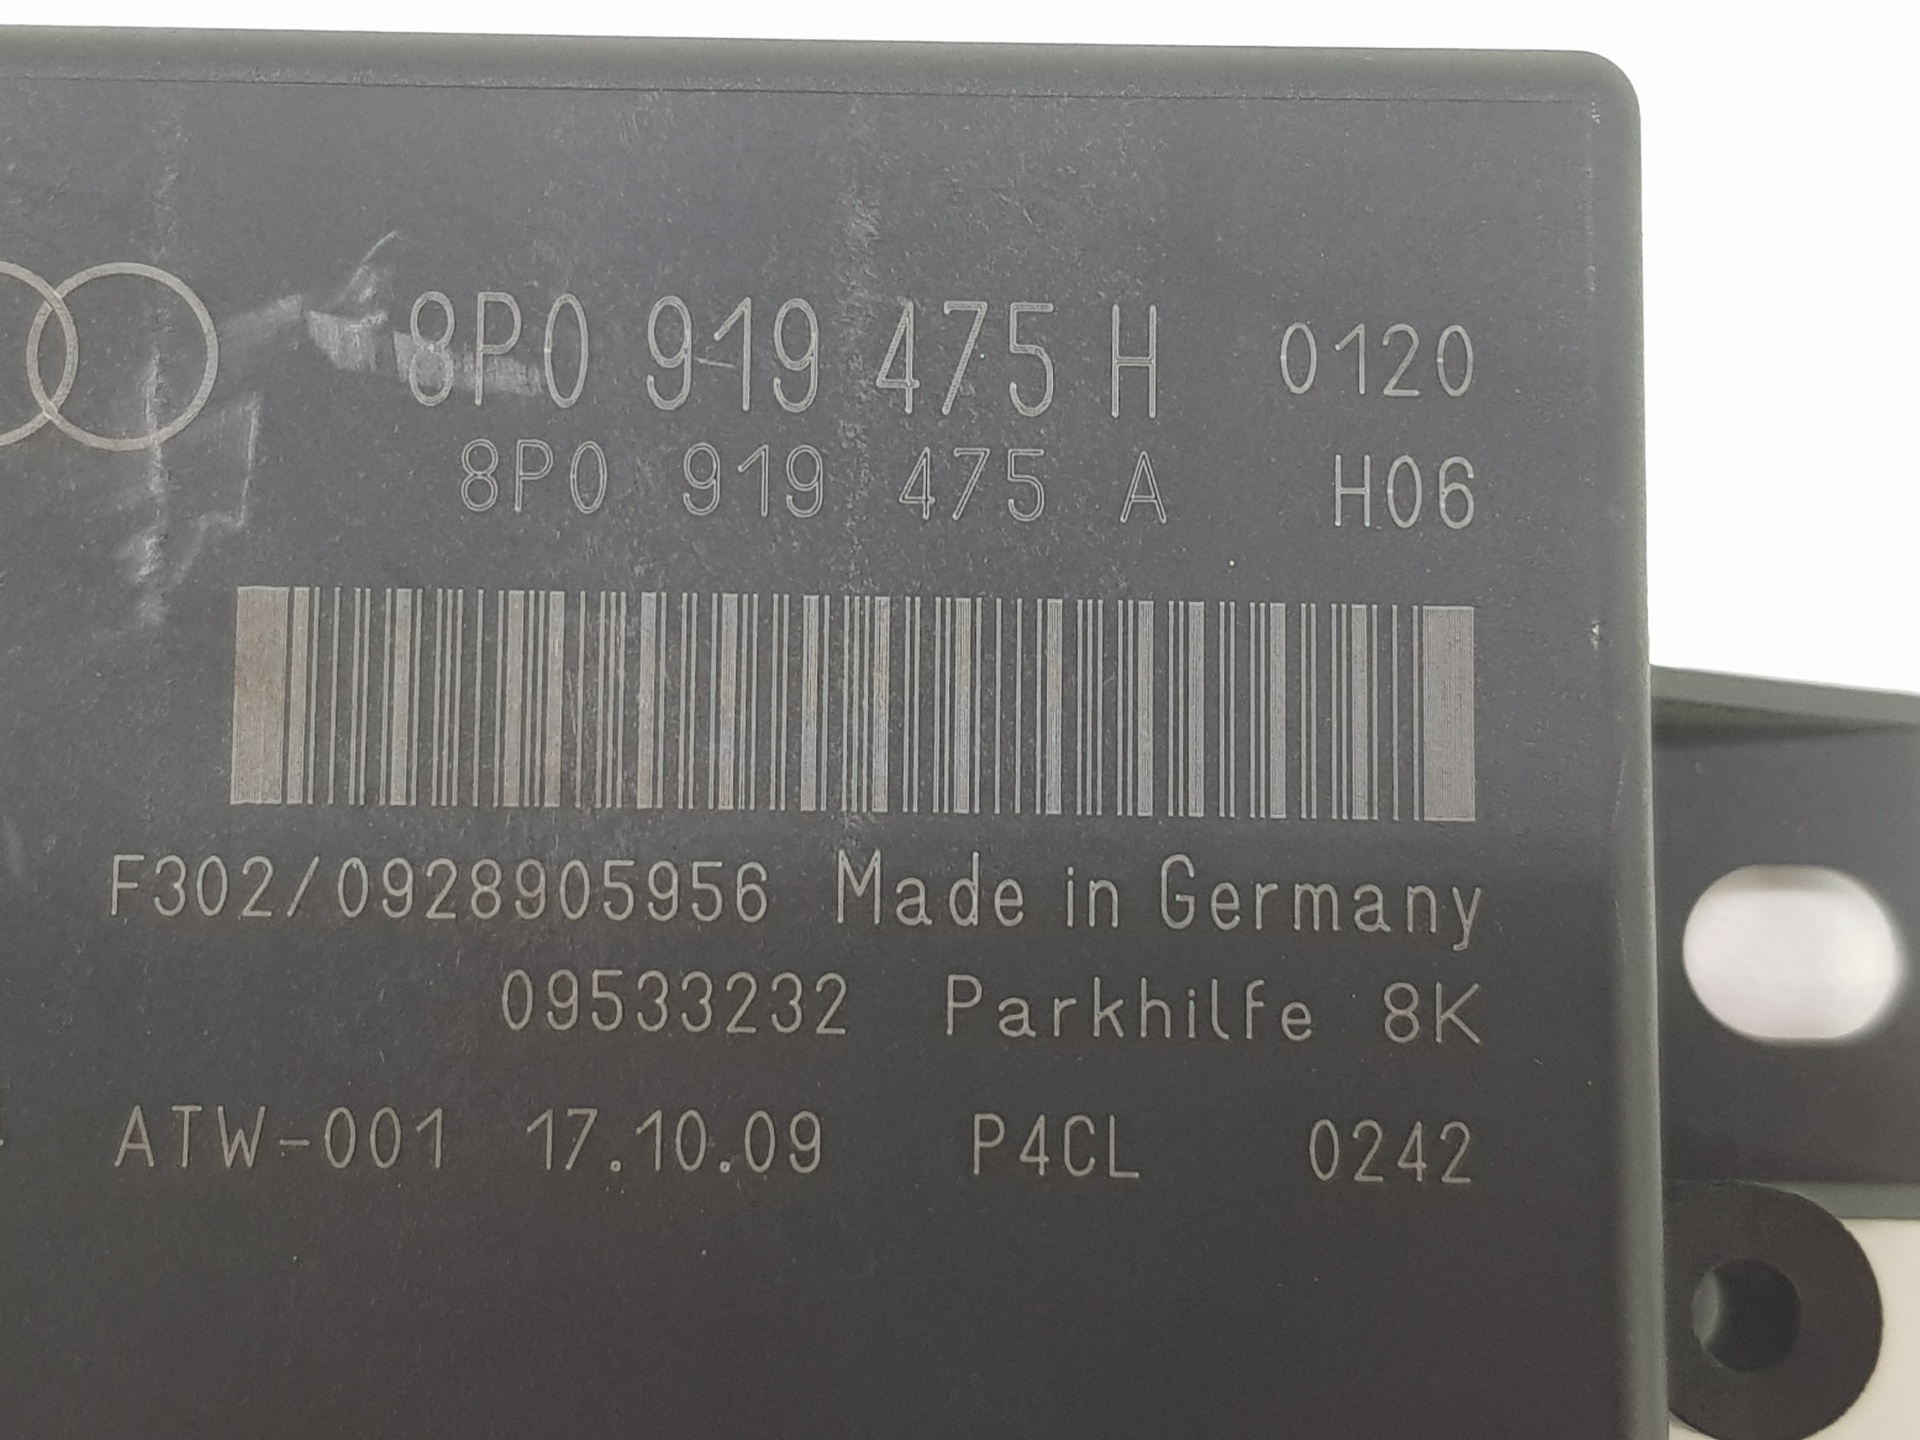 8P0 919 475 H 0120
8P0 919 475 A H06
F302/0928905956 Made in Germany
09533232 Parkhilfe 8K
ATW-001 17.10.09 P4CL 0242